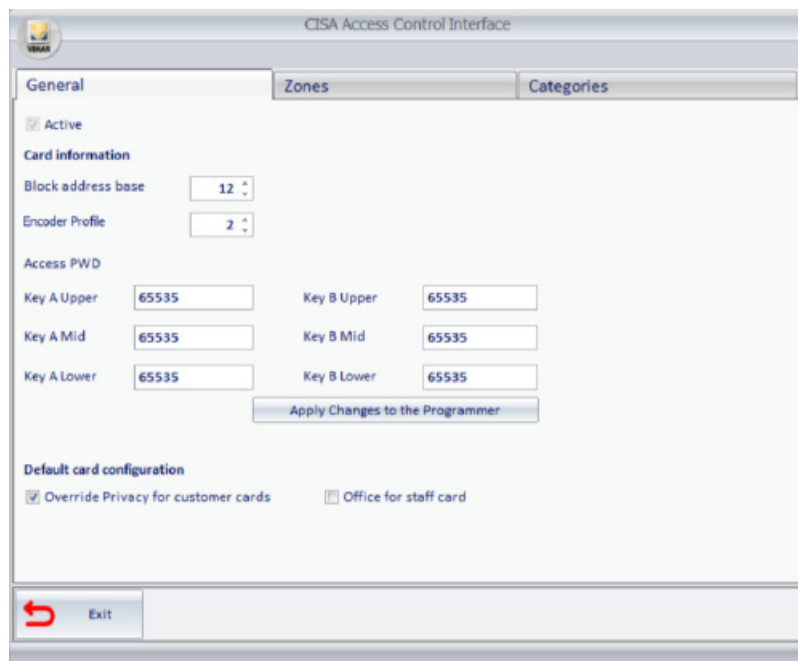 CISA Access Control Interface
VIMAR
General Zones Categories
Active
Card information
Block address base 12
Encoder Profile 2
Access PWD
Key A Upper 65535 Key B Upper 65535
Key A Mid 65535 Key B Mid 65535
Key A Lower 65535 Key B Lower 65535
Apply Changes to the Programmer
Default card configuration
Override Privacy for customer cards Office for staff card
Exit